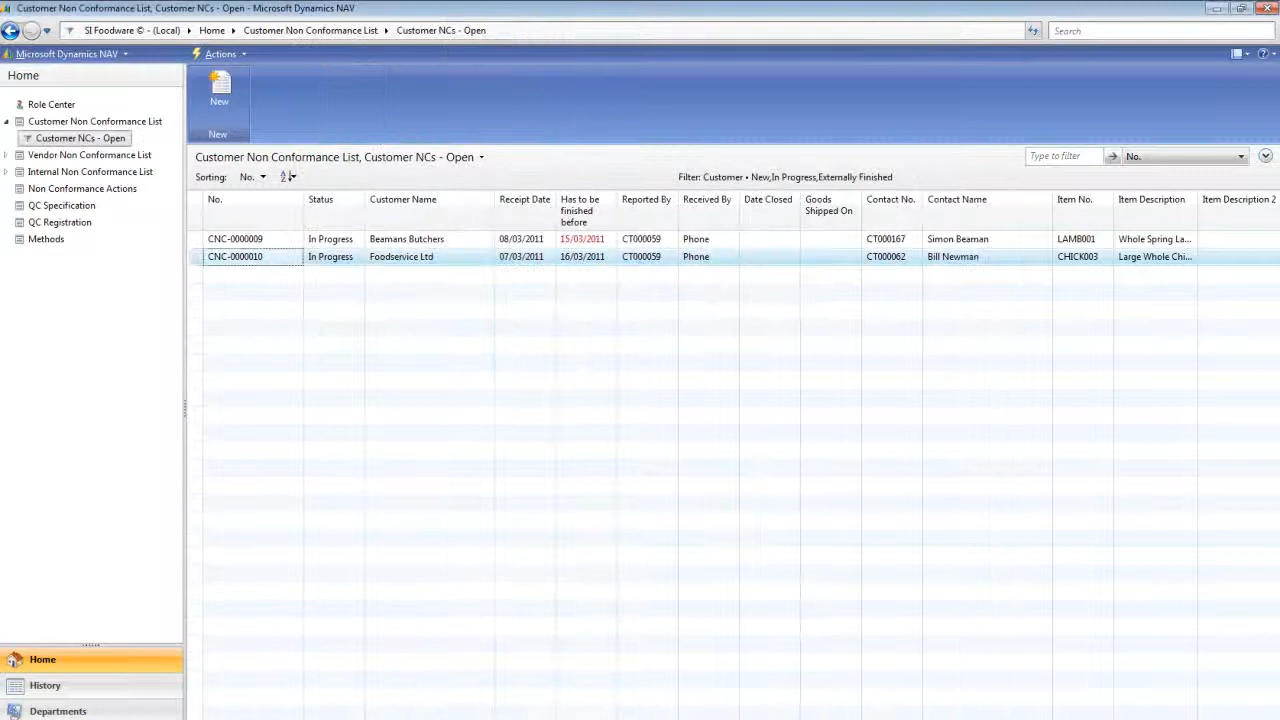 Customer Non Conformance List, Customer NCs - Open - Microsoft Dynamics NAV
SI Foodware © - (Local) Home Customer Non Conformance List Customer NCs - Open Search
Microsoft Dynamics NAV Actions
Home
New
New
Role Center
Customer Non Conformance List
Customer NCs - Open
Vendor Non Conformance List
Internal Non Conformance List
Non Conformance Actions
QC Specification
QC Registration
Methods
Customer Non Conformance List, Customer NCs - Open Type to filter No.
Sorting: No. Filter: Customer • New,In Progress,Externally Finished
No. Status Customer Name Receipt Date Has to be finished before Reported By Received By Date Closed Goods Shipped On Contact No. Contact Name Item No. Item Description Item Description 2
CNC-0000009 In Progress Beamans Butchers 08/03/2011 15/03/2011 CT000059 Phone CT000167 Simon Beaman LAMB001 Whole Spring La...
CNC-0000010 In Progress Foodservice Ltd 07/03/2011 16/03/2011 CT000059 Phone CT000062 Bill Newman CHICK003 Large Whole Chi...
Home
History
Departments